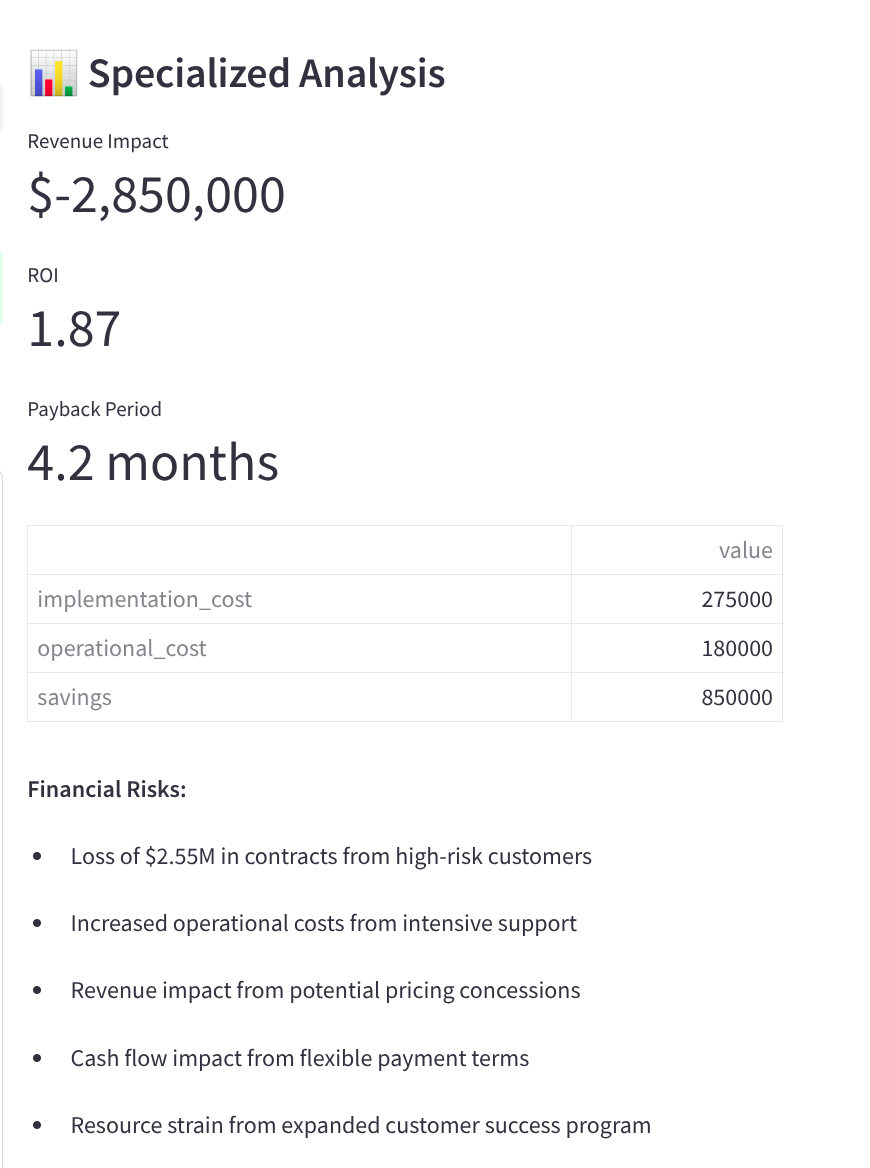 📊 Specialized Analysis
Revenue Impact
$-2,850,000
ROI
1.87
Payback Period
4.2 months
value
implementation_cost 275000
operational_cost 180000
savings 850000
Financial Risks:
• Loss of $2.55M in contracts from high-risk customers
• Increased operational costs from intensive support
• Revenue impact from potential pricing concessions
• Cash flow impact from flexible payment terms
• Resource strain from expanded customer success program